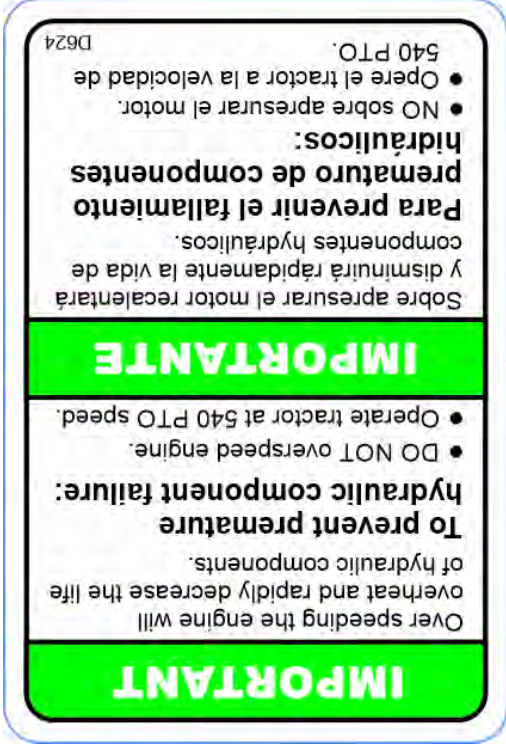 IMPORTANT
Over speeding the engine will
overheat and rapidly decrease the life
of hydraulic components.
To prevent premature
hydraulic component failure:
● DO NOT overspeed engine.
● Operate tractor at 540 PTO speed.
IMPORTANTE
Sobre apresurar el motor recalentará
y disminuirá rápidamente la vida de
componentes hydráulicos.
Para prevenir el fallamiento
prematuro de componentes
hidráulicos:
● NO sobre apresurar el motor.
● Opere el tractor a la velocidad de
540 PTO.
D624